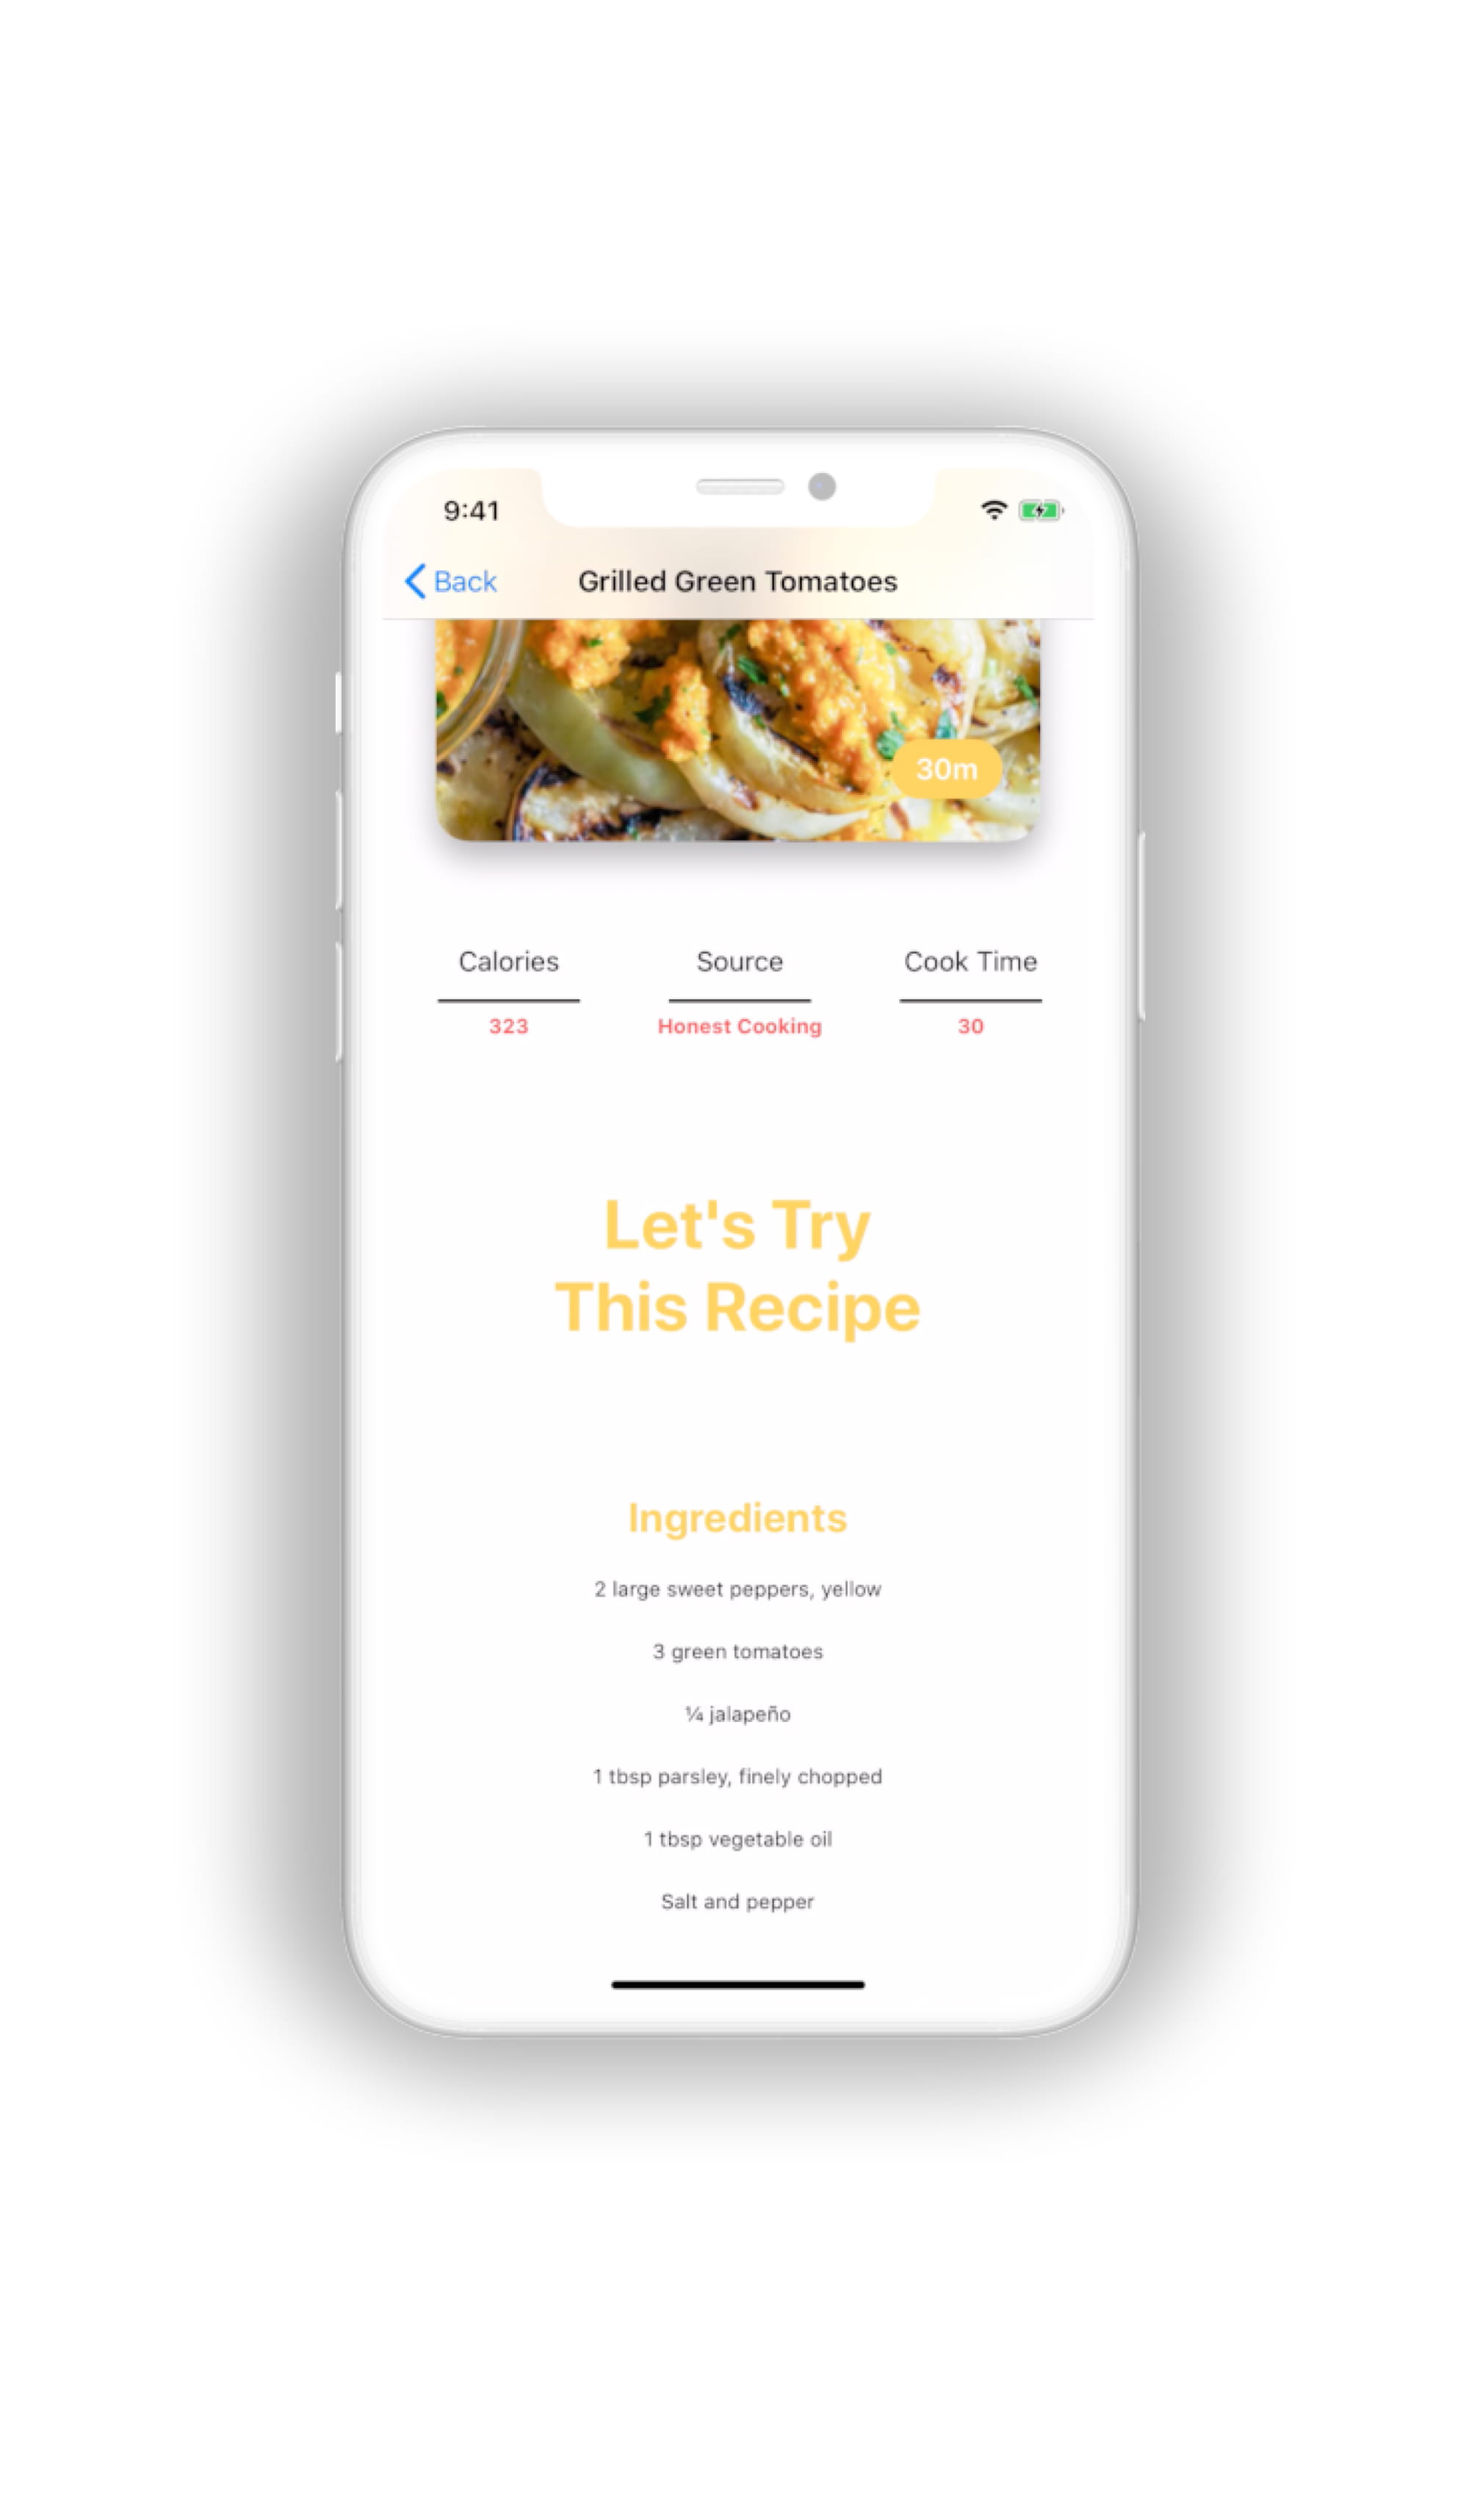 9:41
Back
Grilled Green Tomatoes
30m
Calories
Source
Cook Time
323
Honest Cooking
30
Let's Try
This Recipe
Ingredients
2 large sweet peppers, yellow
3 green tomatoes
¼ jalapeño
1 tbsp parsley, finely chopped
1 tbsp vegetable oil
Salt and pepper